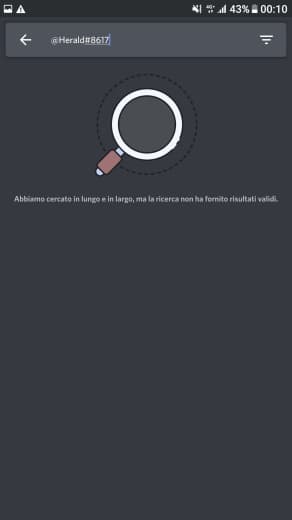 43% 00:10
@Herald#8617
Abbiamo cercato in lungo e in largo, ma la ricerca non ha fornito risultati validi.